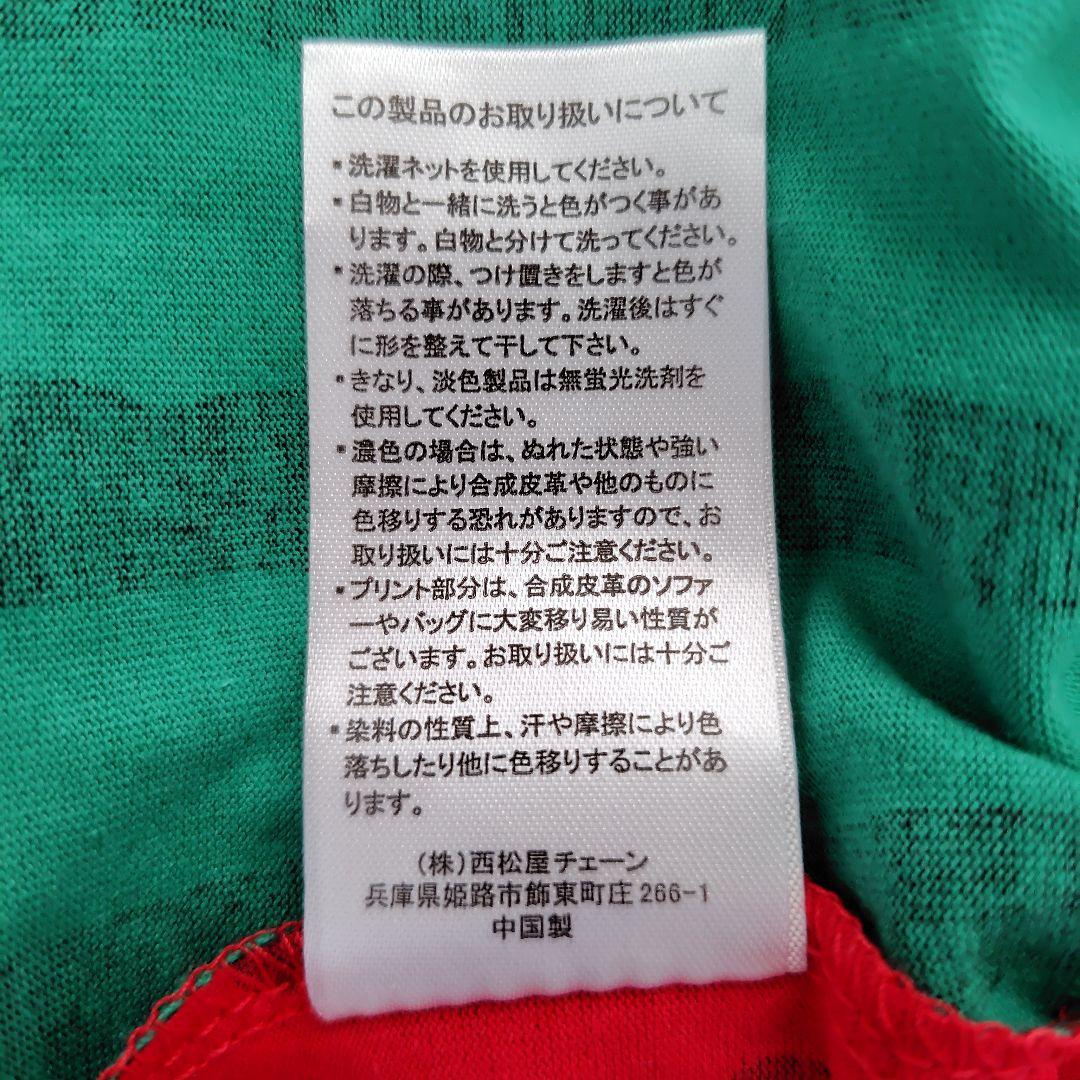 この製品のお取り扱いについて
・洗濯ネットを使用してください。
・白物と一緒に洗うと色がつく事があ
ります。白物と分けて洗ってください。
・洗濯の際、つけ置きをしますと色が
落ちる事があります。洗濯後はすぐ
に形を整えて干して下さい。
・きなり、淡色製品は無蛍光洗剤を
使用してください。
・濃色の場合は、ぬれた状態や強い
摩擦により合成皮革や他のものに
色移りする恐れがありますので、お
取り扱いには十分ご注意ください。
・プリント部分は、合成皮革のソファ
ーやバッグに大変移り易い性質が
ございます。お取り扱いには十分ご
注意ください。
・染料の性質上、汗や摩擦により色
落ちしたり他に色移りすることがあ
ります。
(株)西松屋チェーン
兵庫県姫路市飾東町庄266-1
中国製